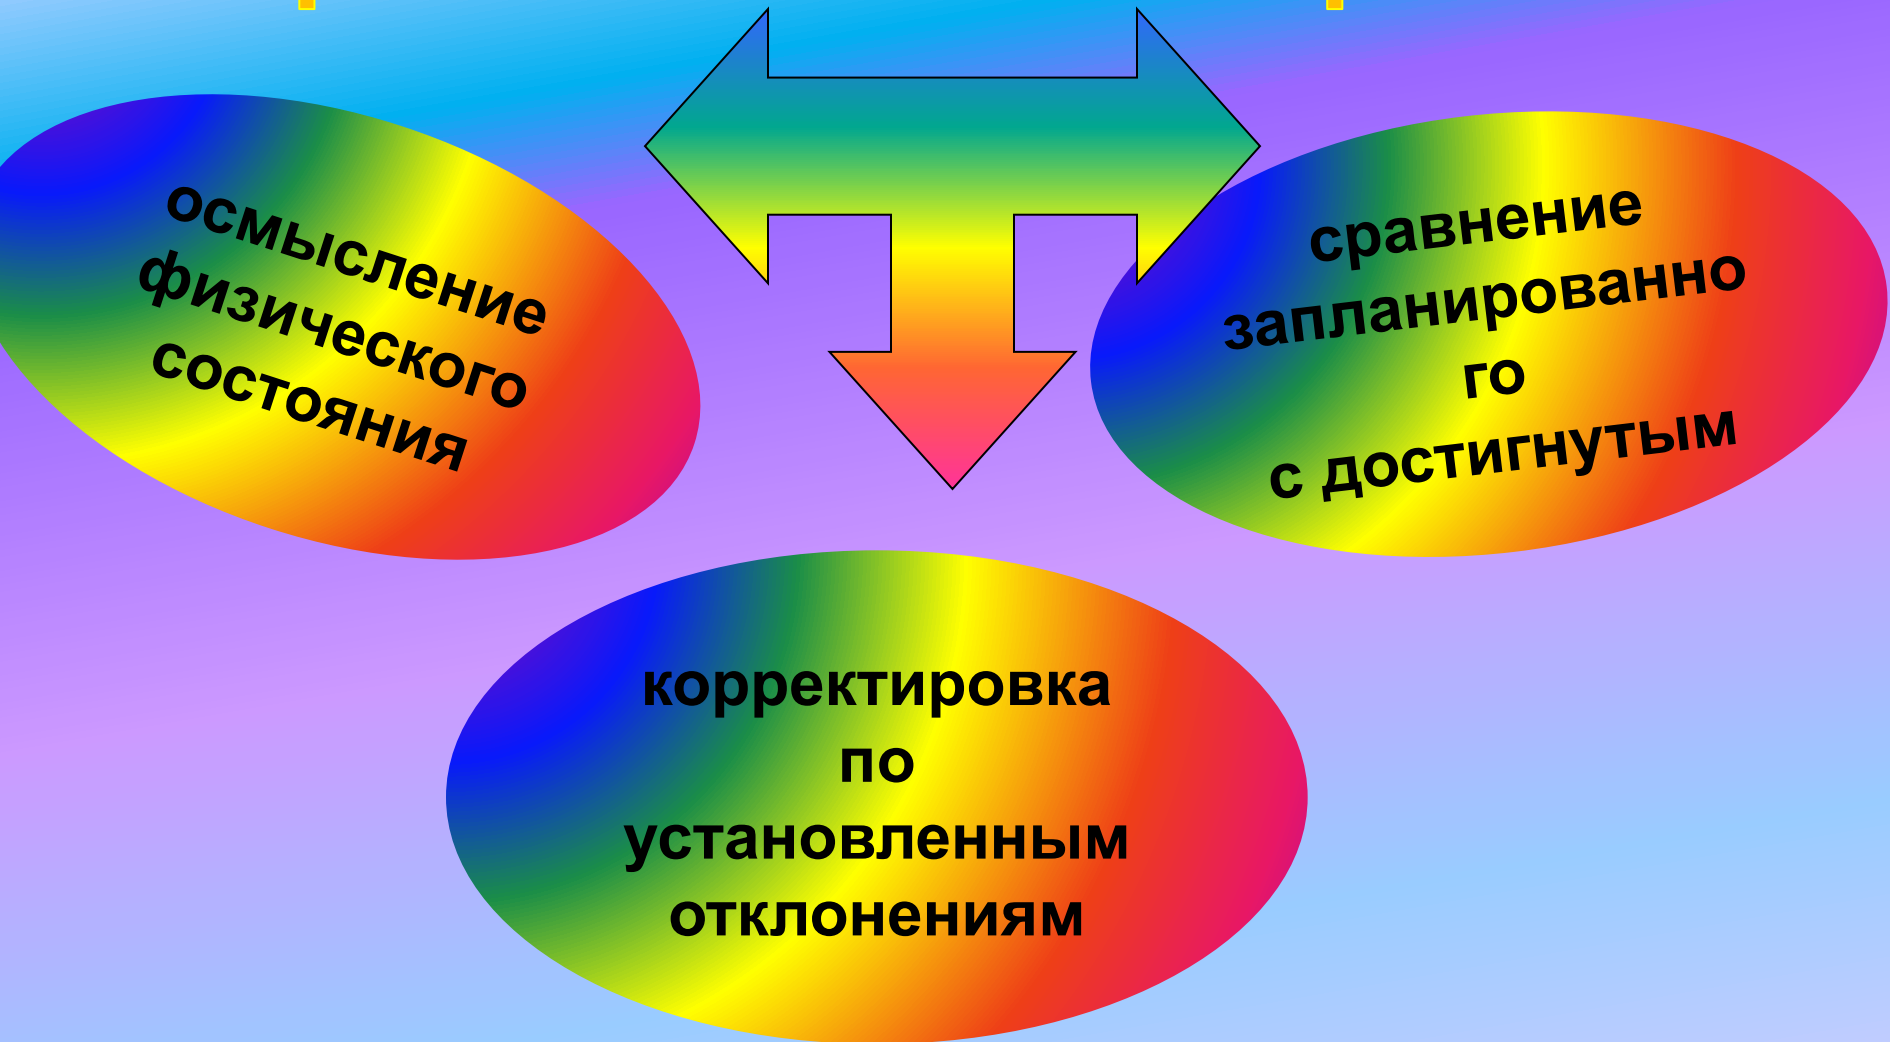 осмысление
физического
состояния
сравнение
запланированно
го
с достигнутым
корректировка
по
установленным
отклонениям